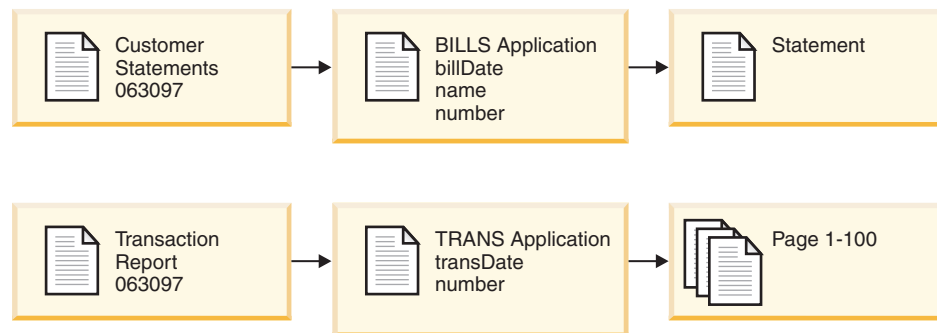 Customer
Statements
063097
BILLS Application
billDate
name
number
Statement
Transaction
Report
063097
TRANS Application
transDate
number
Page 1-100